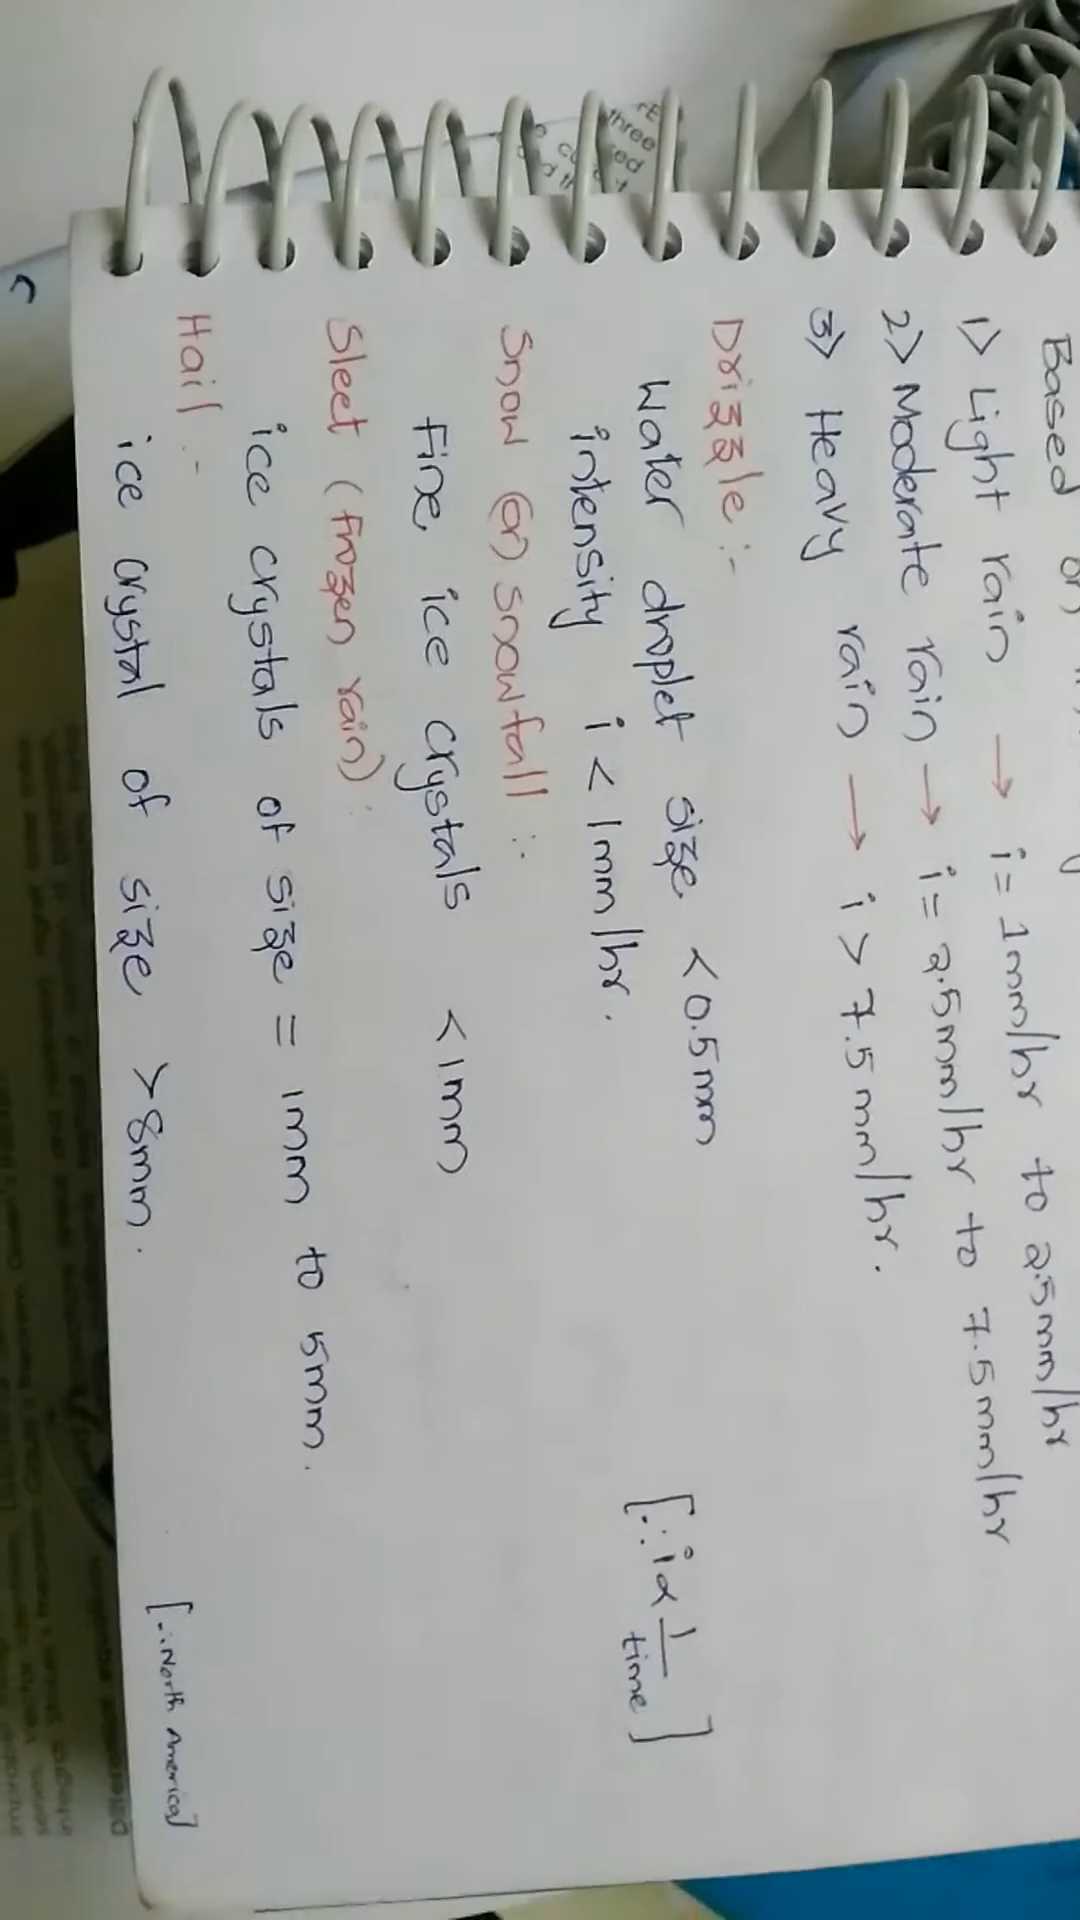 Based on
1) Light rain → i = 1mm/hr to 2.5mm/hr
2) Moderate rain → i = 2.5mm/hr to 7.5mm/hr
3) Heavy rain → i > 7.5mm/hr.
Drizzle :-
Water droplet size < 0.5mm
intensity i < 1mm/hr.
[∵ i α 1/time]
Snow (or) snowfall :-
Fine, ice crystals < 1mm
Sleet (frozen rain) :
ice crystals of size = 1mm to 5mm.
Hail :-
ice crystal of size > 8mm.
[∴ North America]
three